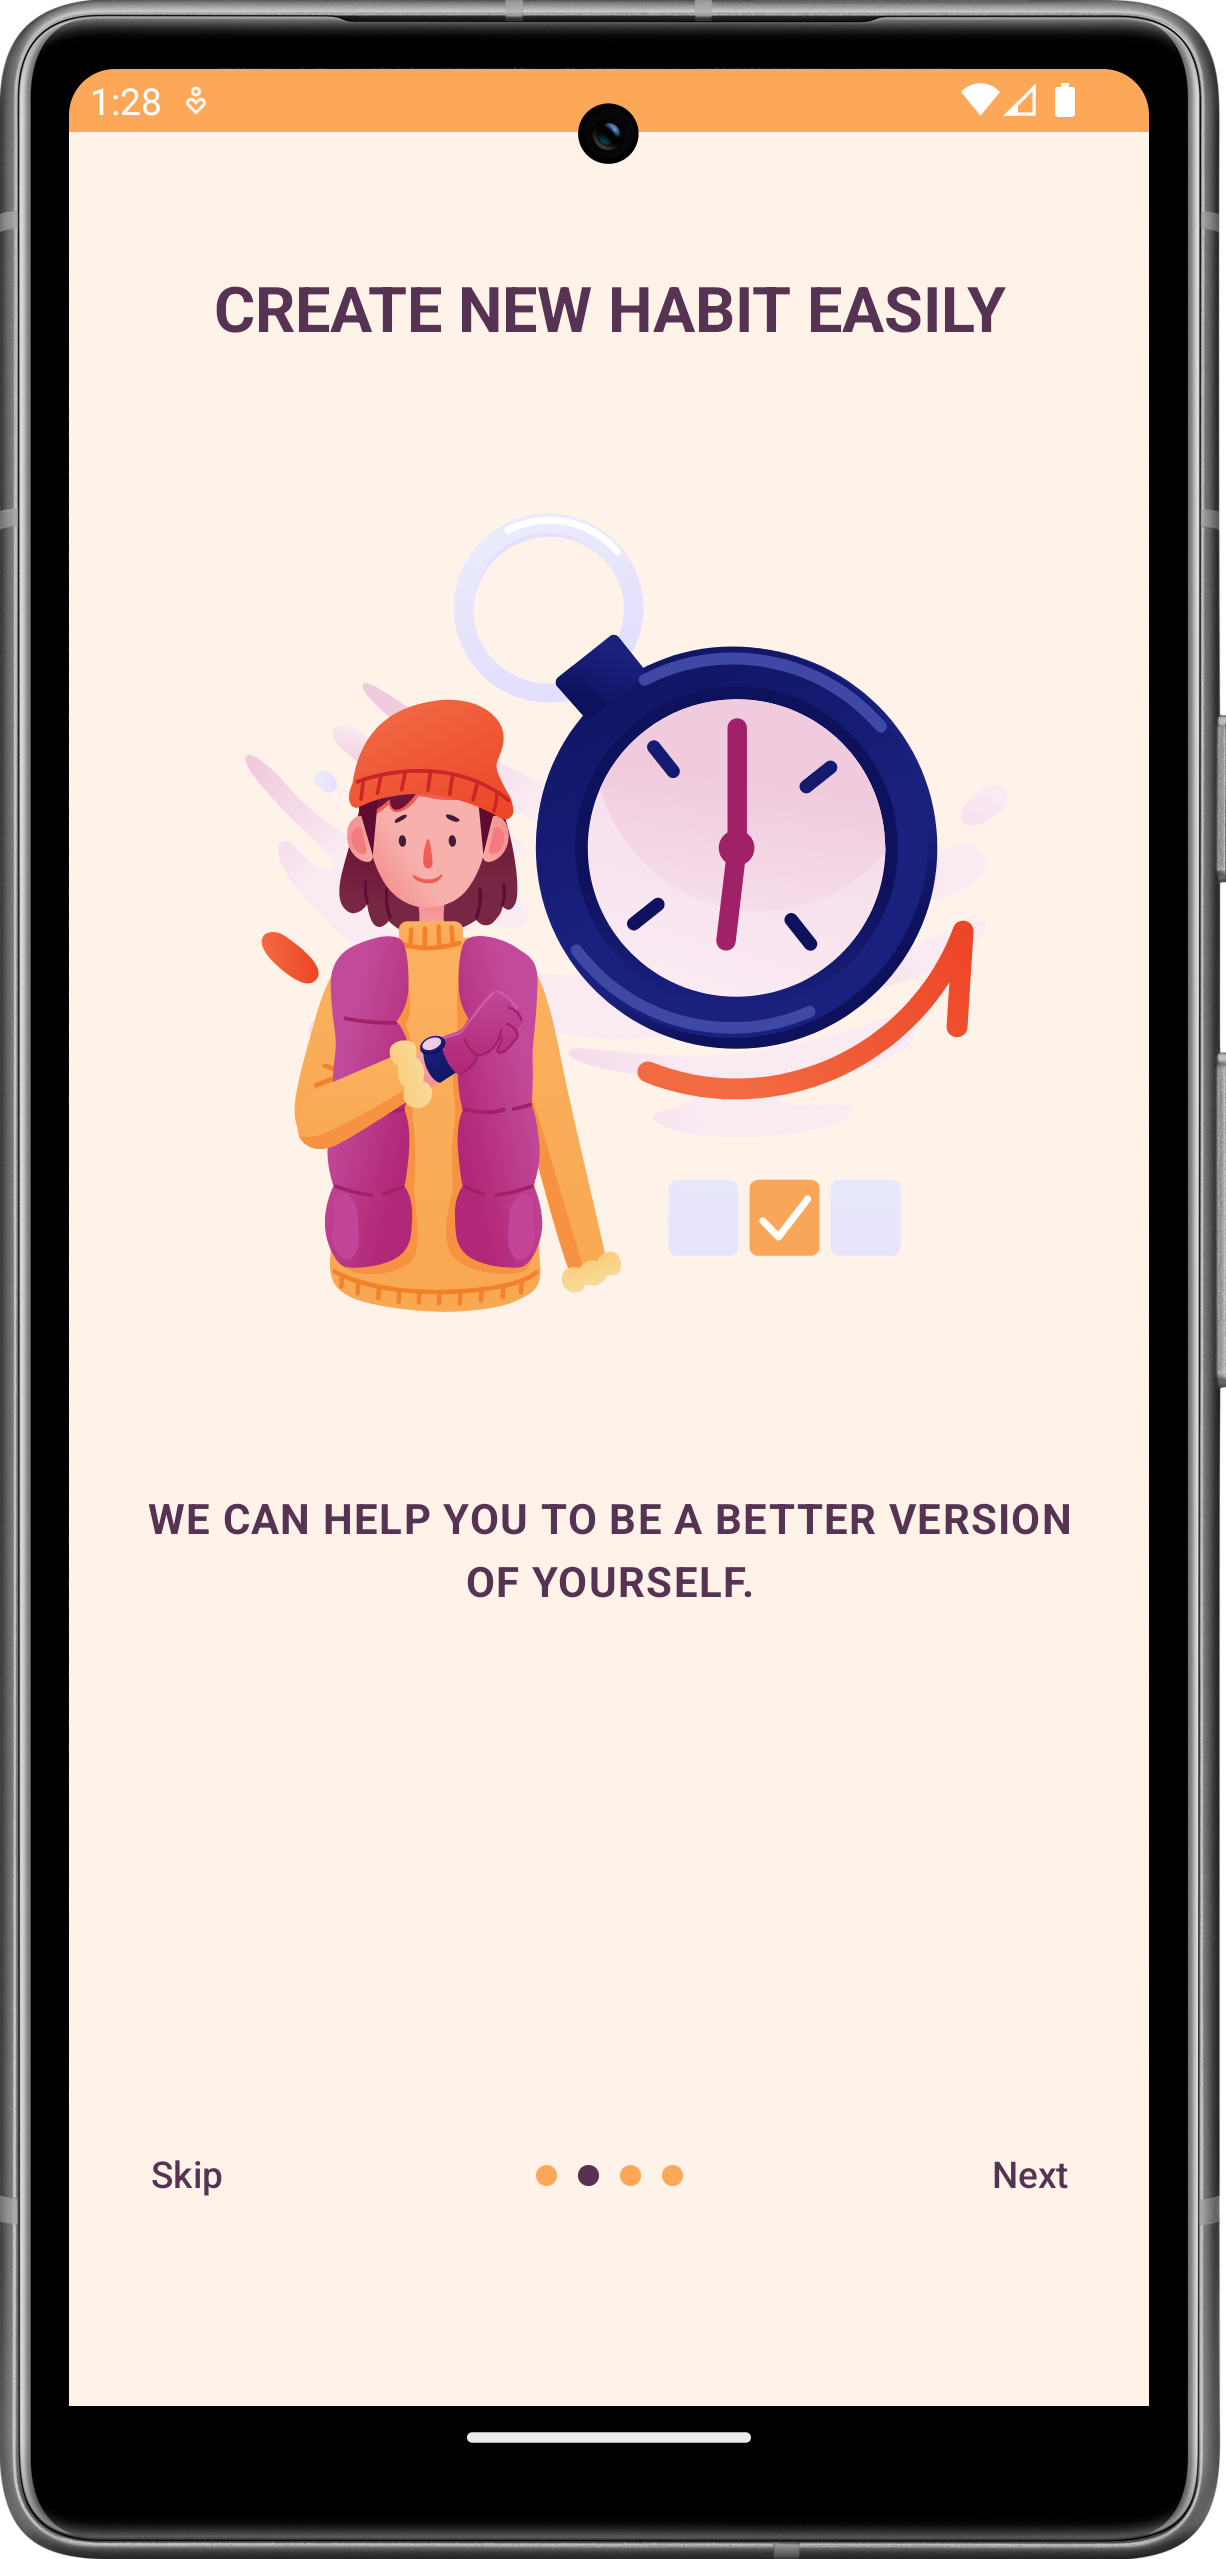 1:28
CREATE NEW HABIT EASILY
WE CAN HELP YOU TO BE A BETTER VERSION
OF YOURSELF.
Skip
Next